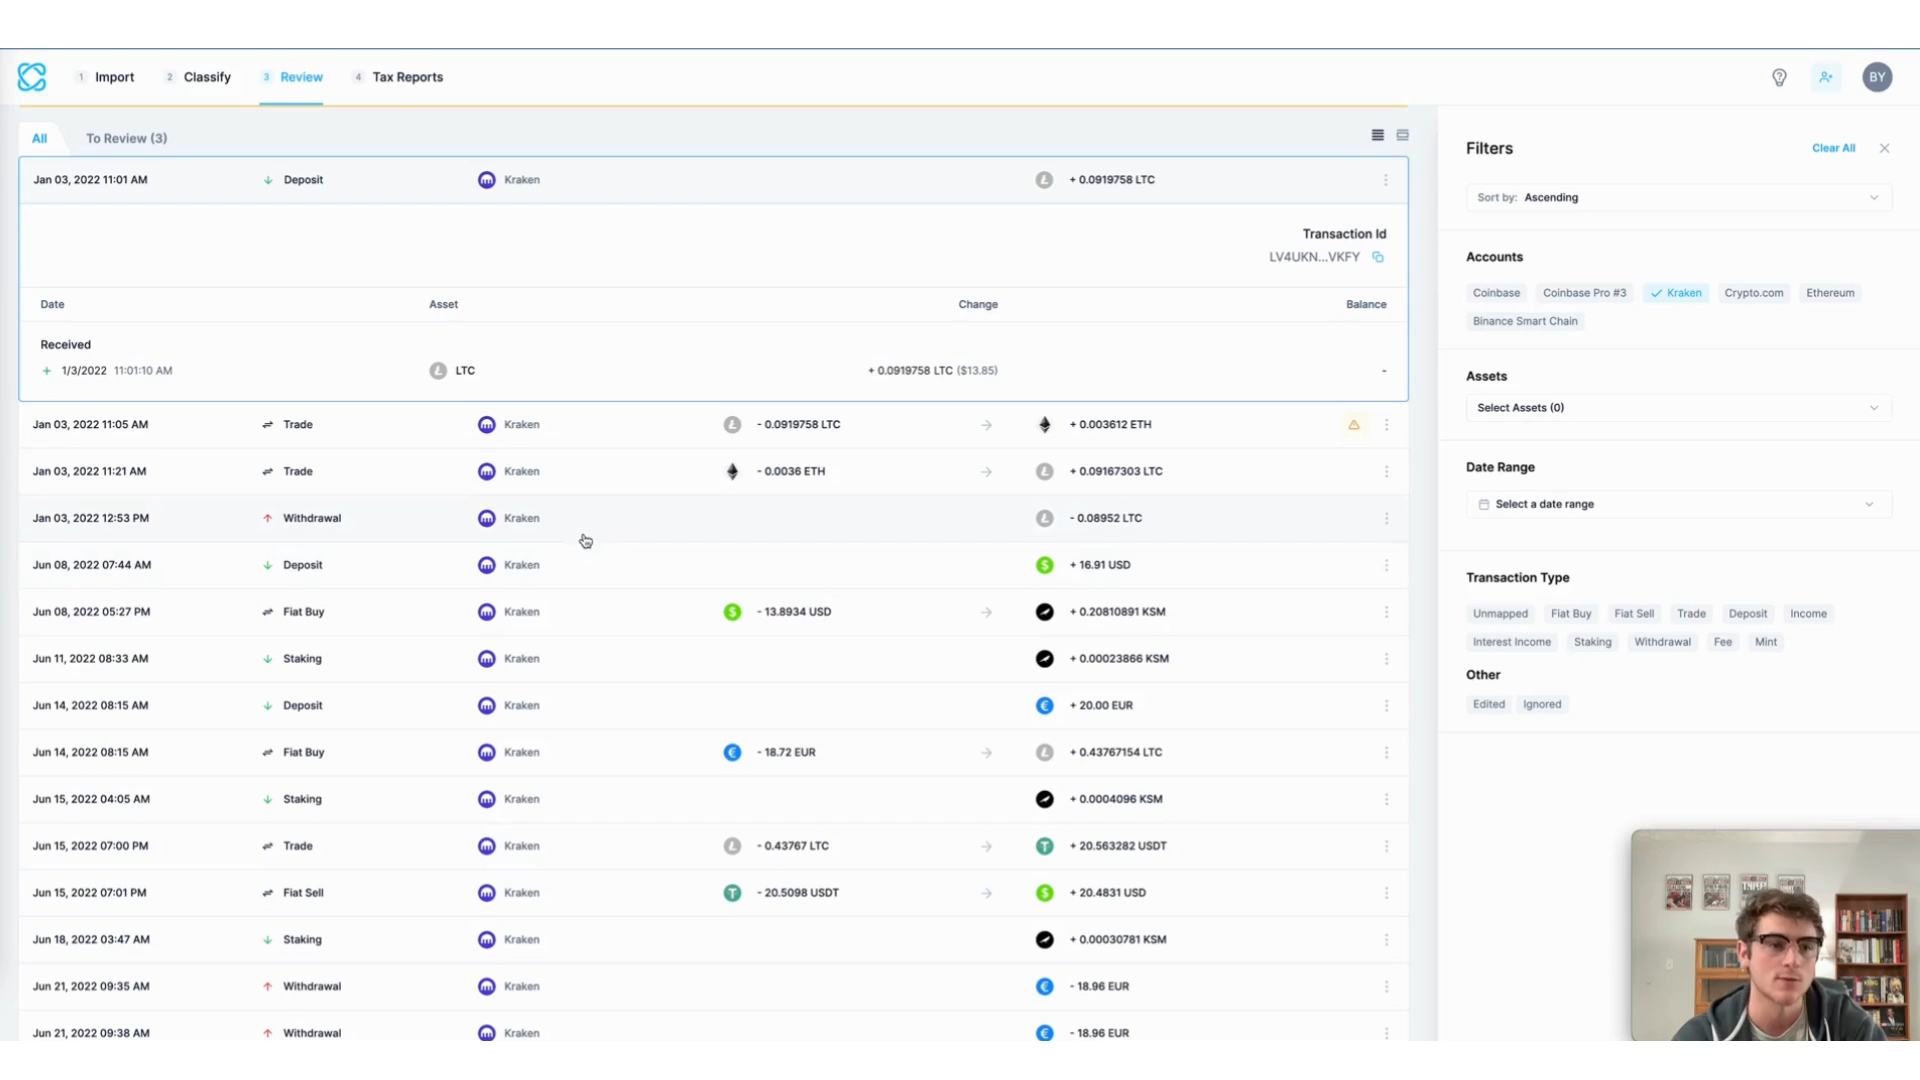 1 Import 2 Classify 3 Review 4 Tax Reports BY
All To Review (3)
Jan 03, 2022 11:01 AM Deposit Kraken + 0.0919758 LTC
Transaction Id
LV4UKN...VKFY
Date Asset Change Balance
Received
+ 1/3/2022 11:01:10 AM LTC + 0.0919758 LTC ($13.85) -
Jan 03, 2022 11:05 AM Trade Kraken - 0.0919758 LTC → + 0.003612 ETH
Jan 03, 2022 11:21 AM Trade Kraken - 0.0036 ETH → + 0.09167303 LTC
Jan 03, 2022 12:53 PM Withdrawal Kraken - 0.08952 LTC
Jun 08, 2022 07:44 AM Deposit Kraken + 16.91 USD
Jun 08, 2022 05:27 PM Fiat Buy Kraken - 13.8934 USD → + 0.20810891 KSM
Jun 11, 2022 08:33 AM Staking Kraken + 0.00023866 KSM
Jun 14, 2022 08:15 AM Deposit Kraken + 20.00 EUR
Jun 14, 2022 08:15 AM Fiat Buy Kraken - 18.72 EUR → + 0.43767154 LTC
Jun 15, 2022 04:05 AM Staking Kraken + 0.0004096 KSM
Jun 15, 2022 07:00 PM Trade Kraken - 0.43767 LTC → + 20.563282 USDT
Jun 15, 2022 07:01 PM Fiat Sell Kraken - 20.5098 USDT → + 20.4831 USD
Jun 18, 2022 03:47 AM Staking Kraken + 0.00030781 KSM
Jun 21, 2022 09:35 AM Withdrawal Kraken - 18.96 EUR
Jun 21, 2022 09:38 AM Withdrawal Kraken - 18.96 EUR
Filters Clear All
Sort by: Ascending
Accounts
Coinbase Coinbase Pro #3 Kraken Crypto.com Ethereum
Binance Smart Chain
Assets
Select Assets (0)
Date Range
Select a date range
Transaction Type
Unmapped Fiat Buy Fiat Sell Trade Deposit Income
Interest Income Staking Withdrawal Fee Mint
Other
Edited Ignored